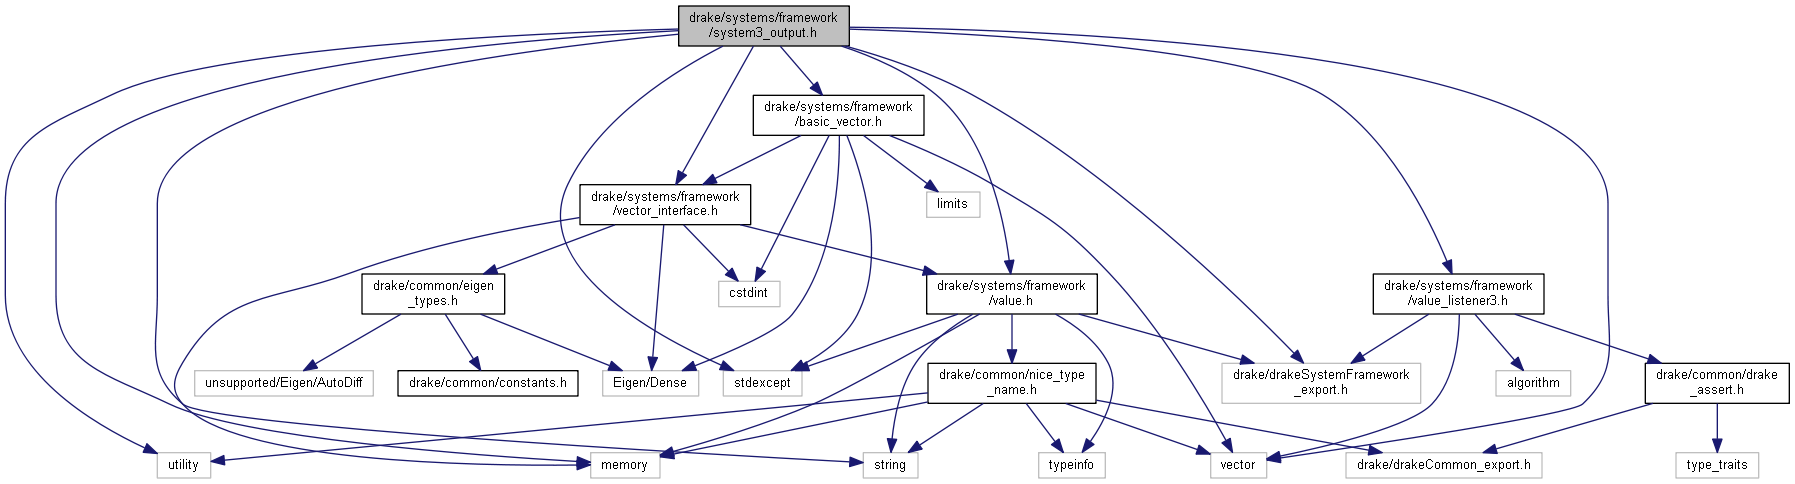 drake/systems/framework
/system3_output.h
drake/systems/framework
/basic_vector.h
drake/systems/framework
/vector_interface.h
limits
drake/common/eigen
_types.h
cstdint
drake/systems/framework
/value.h
drake/systems/framework
/value_listener3.h
unsupported/Eigen/AutoDiff
drake/common/constants.h
Eigen/Dense
stdexcept
drake/common/nice_type
_name.h
drake/drakeSystemFramework
_export.h
algorithm
drake/common/drake
_assert.h
utility
memory
string
typeinfo
vector
drake/drakeCommon_export.h
type_traits